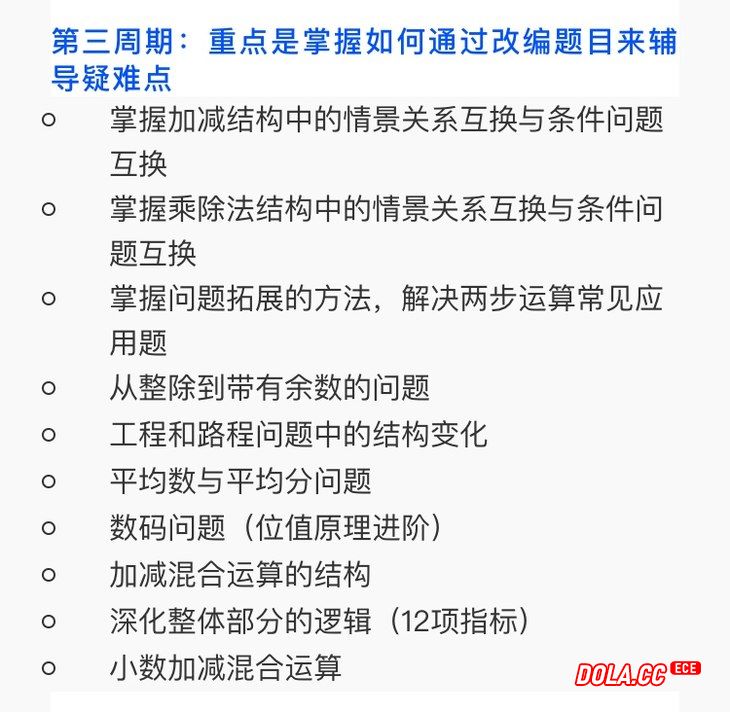 第三周期：重点是掌握如何通过改编题目来辅
导疑难点
掌握加减结构中的情景关系互换与条件问题
互换
掌握乘除法结构中的情景关系互换与条件问
题互换
掌握问题拓展的方法，解决两步运算常见应
用题
从整除到带有余数的问题
工程和路程问题中的结构变化
平均数与平均分问题
数码问题（位值原理进阶）
加减混合运算的结构
深化整体部分的逻辑（12项指标）
小数加减混合运算
DOLA.CC ECE